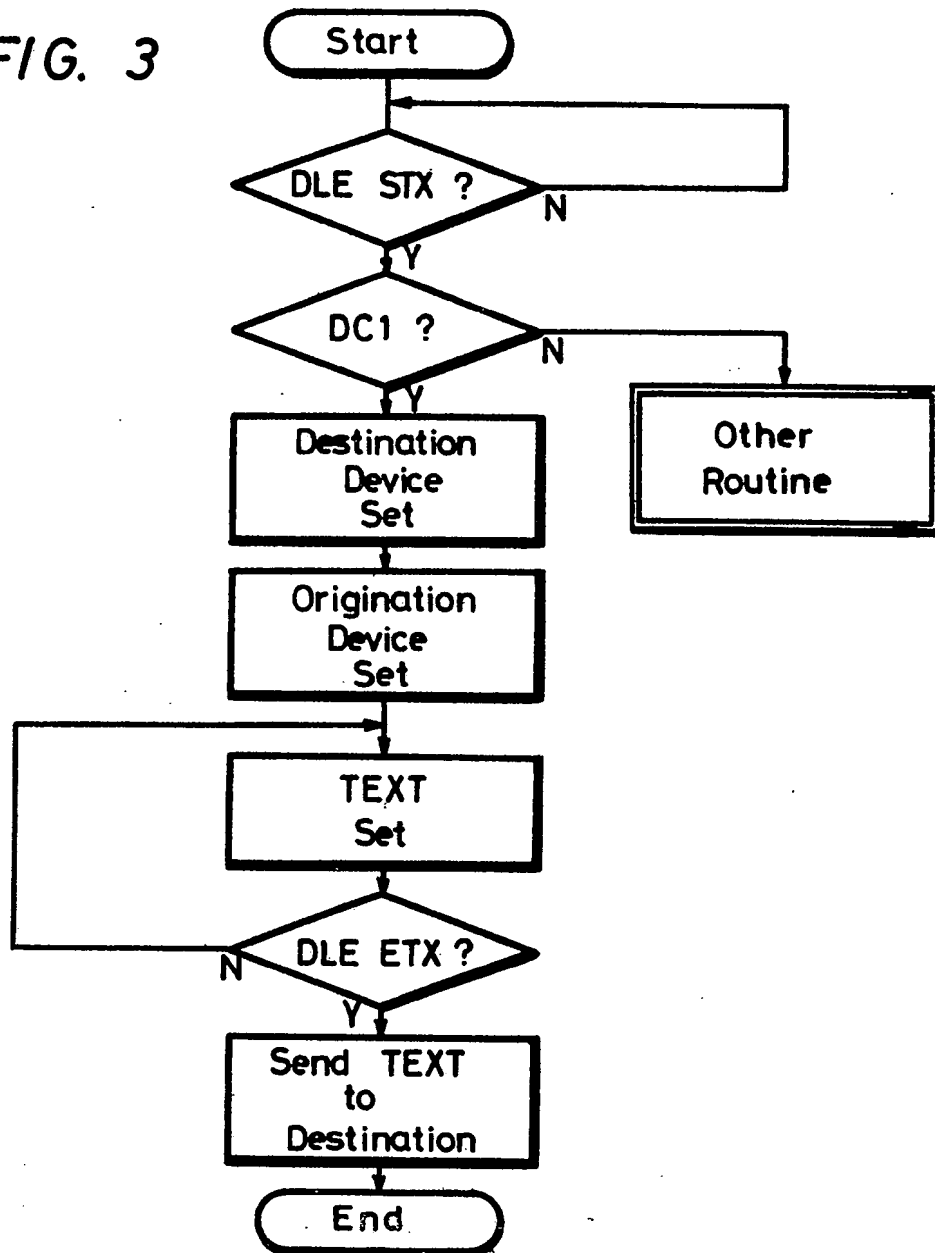 FIG. 3
Start
DLE STX ?
N
Y
DC1 ?
N
Y
Destination
Device
Set
Other
Routine
Origination
Device
Set
TEXT
Set
DLE ETX ?
N
Y
Send TEXT
to
Destination
End